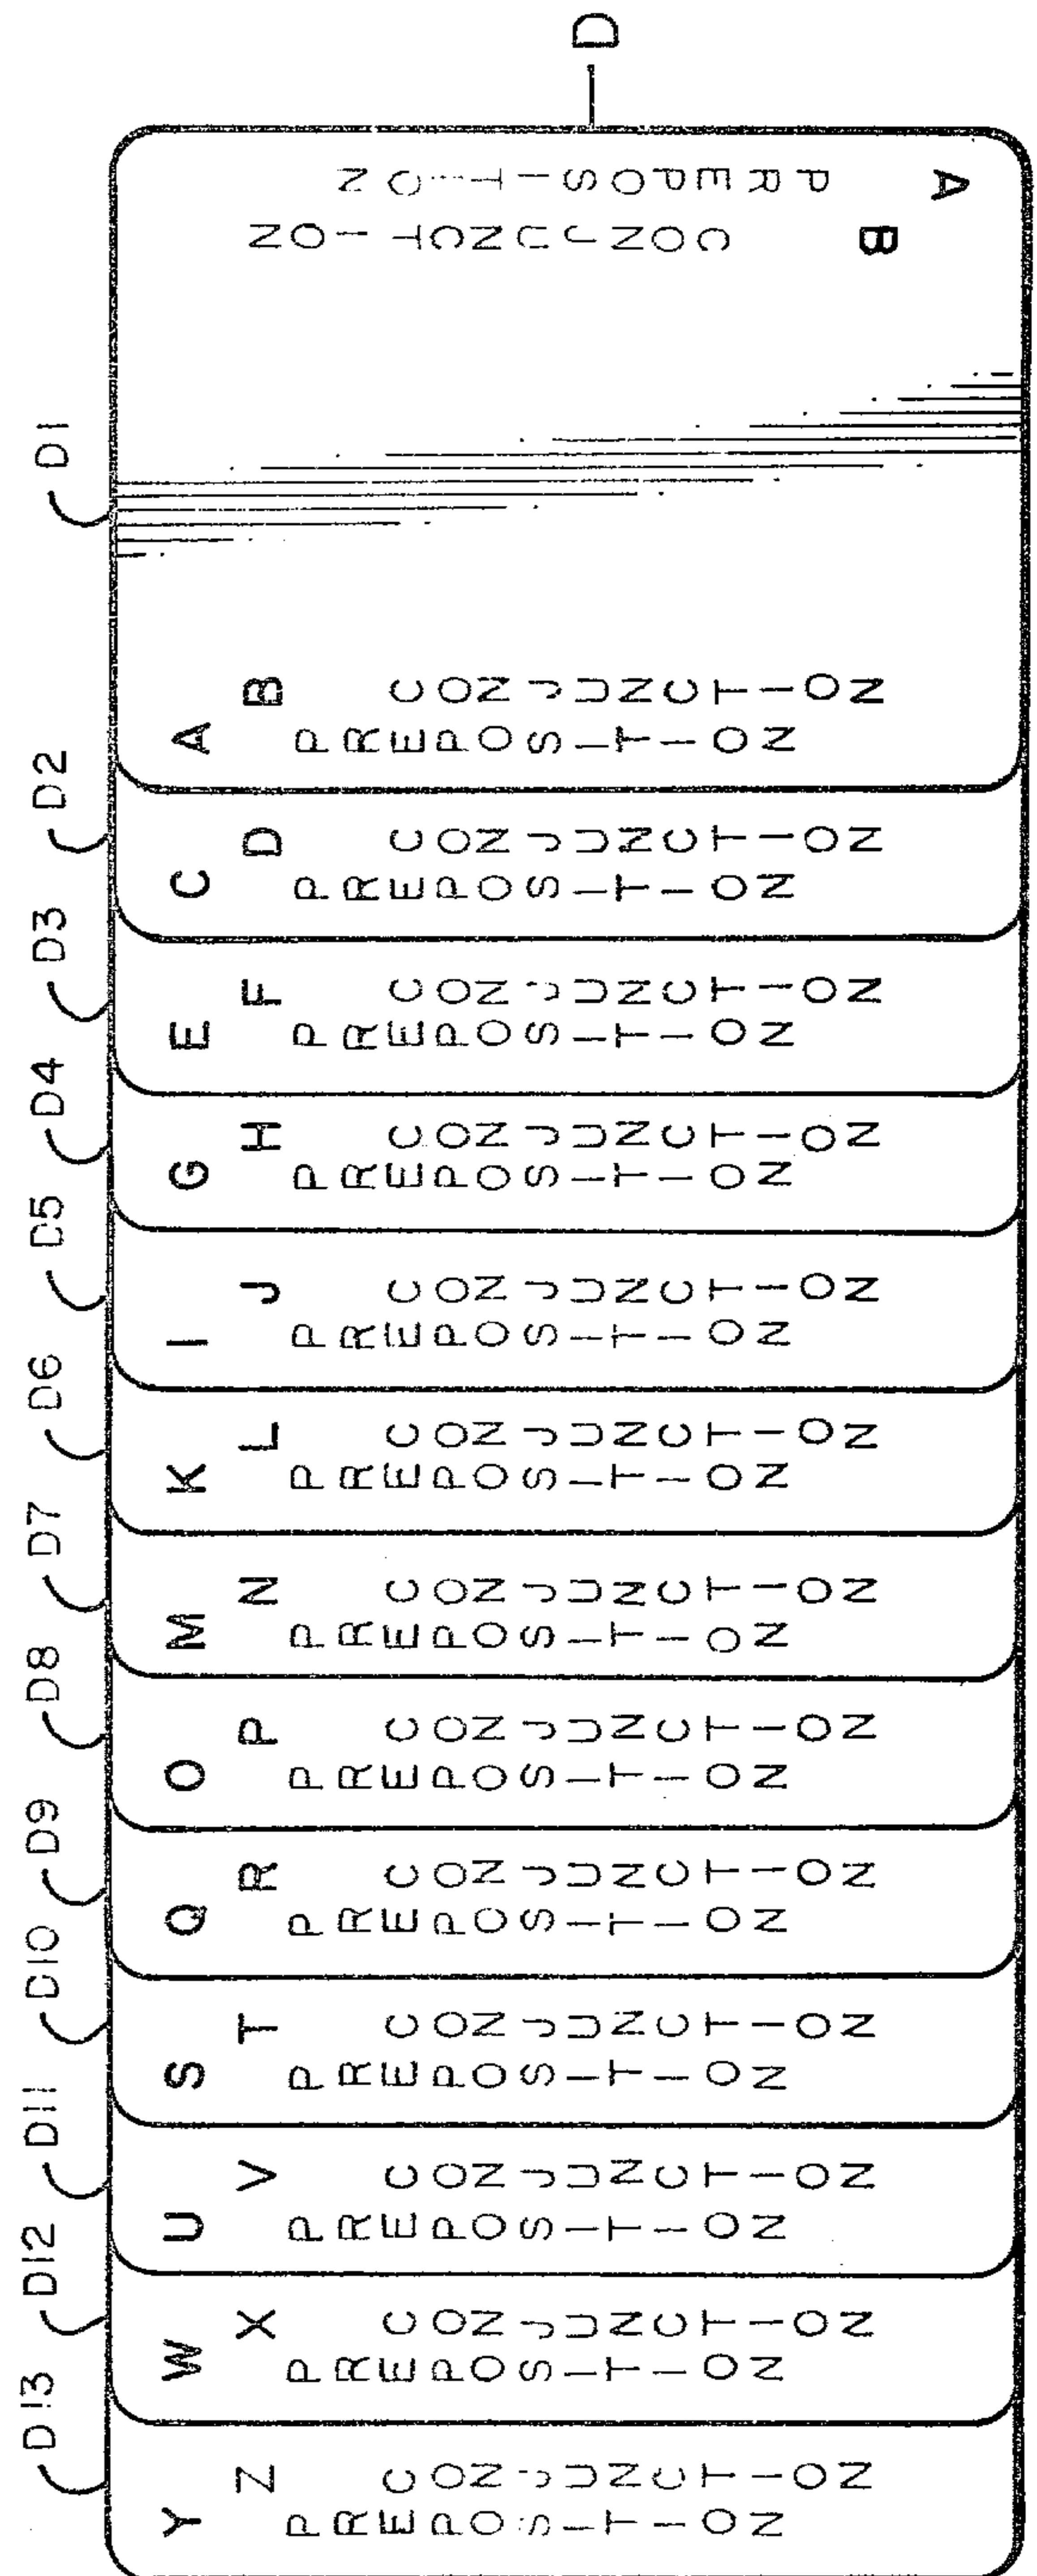 D
A PREPOSITION
B CONJUNCTION
D1
A PREPOSITION
B CONJUNCTION
D2
C PREPOSITION
D CONJUNCTION
D3
E PREPOSITION
F CONJUNCTION
D4
G PREPOSITION
H CONJUNCTION
D5
I PREPOSITION
J CONJUNCTION
D6
K PREPOSITION
L CONJUNCTION
D7
M PREPOSITION
N CONJUNCTION
D8
O PREPOSITION
P CONJUNCTION
D9
Q PREPOSITION
R CONJUNCTION
D10
S PREPOSITION
T CONJUNCTION
D11
U PREPOSITION
V CONJUNCTION
D12
W PREPOSITION
X CONJUNCTION
D13
Y PREPOSITION
Z CONJUNCTION